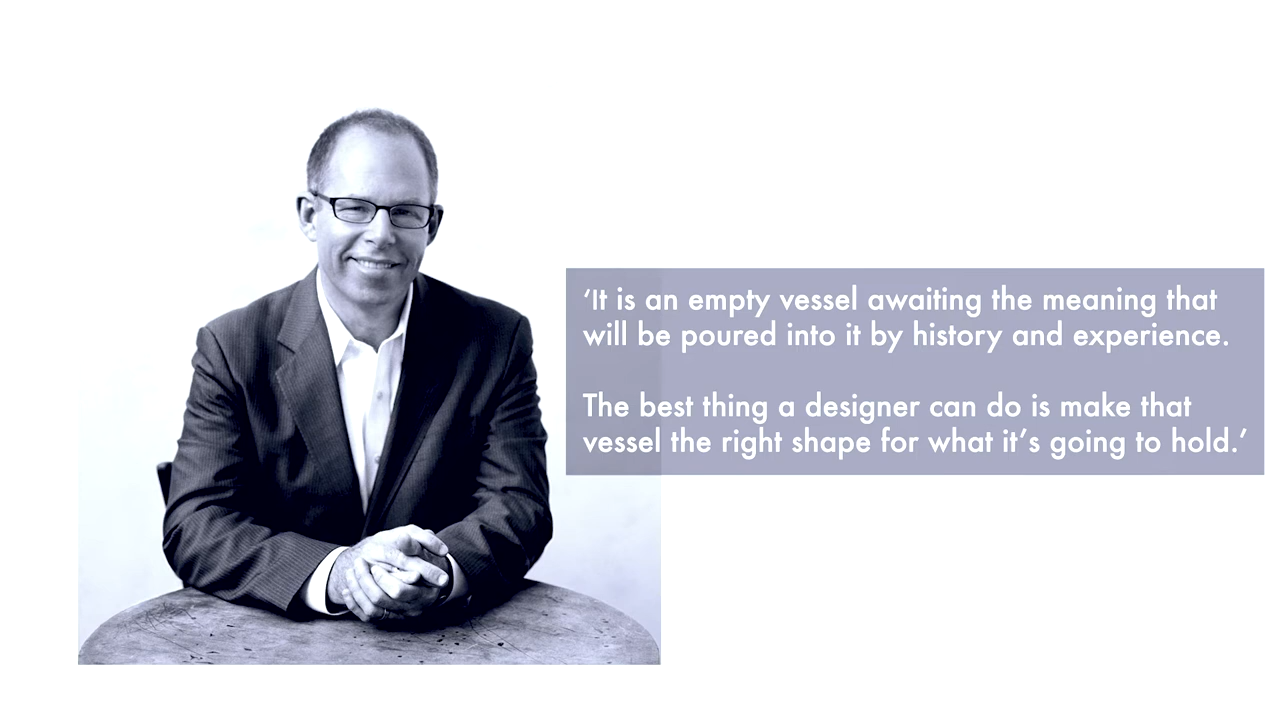 ‘It is an empty vessel awaiting the meaning that
will be poured into it by history and experience.
The best thing a designer can do is make that
vessel the right shape for what it’s going to hold.’